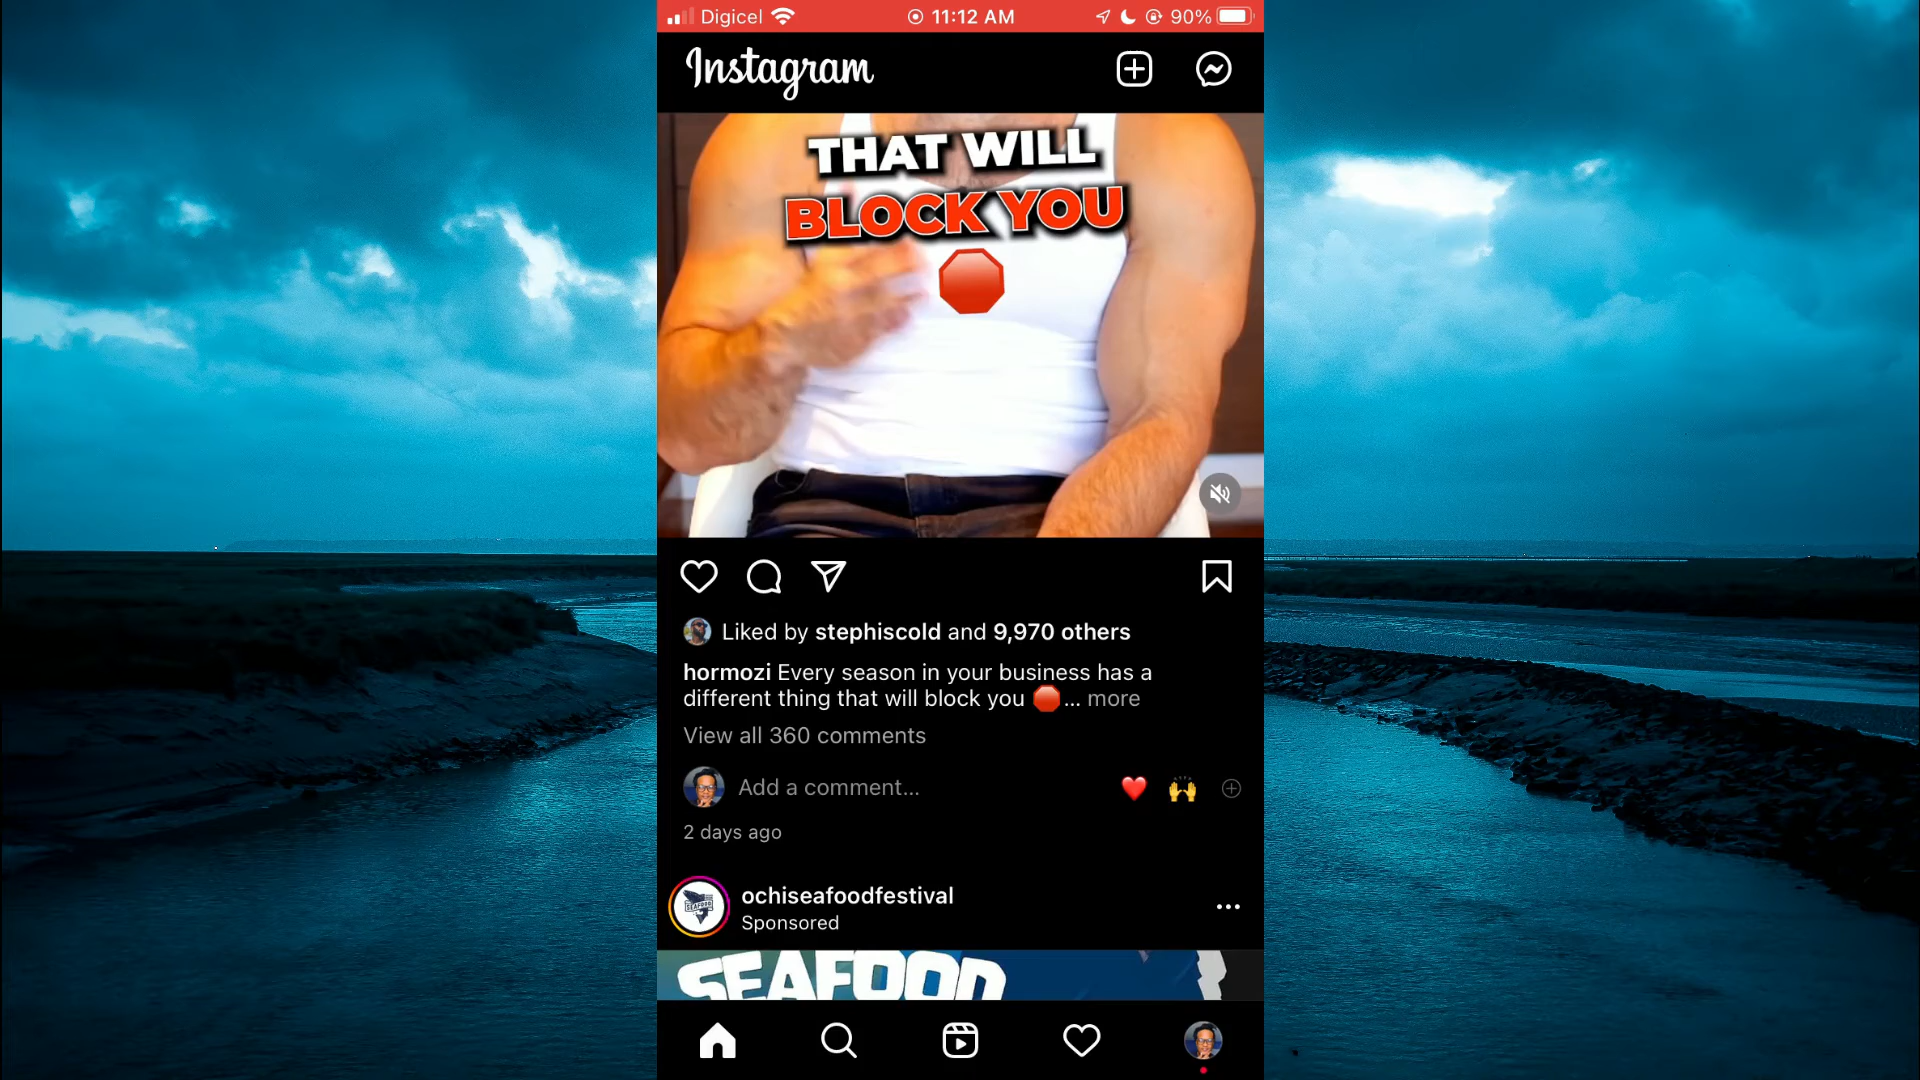 Digicel 11:12 AM 90%
Instagram
THAT WILL
BLOCK YOU
Liked by stephiscold and 9,970 others
hormozi Every season in your business has a
different thing that will block you 🛑... more
View all 360 comments
Add a comment...
2 days ago
ochiseafoodfestival
Sponsored
SEAFOOD